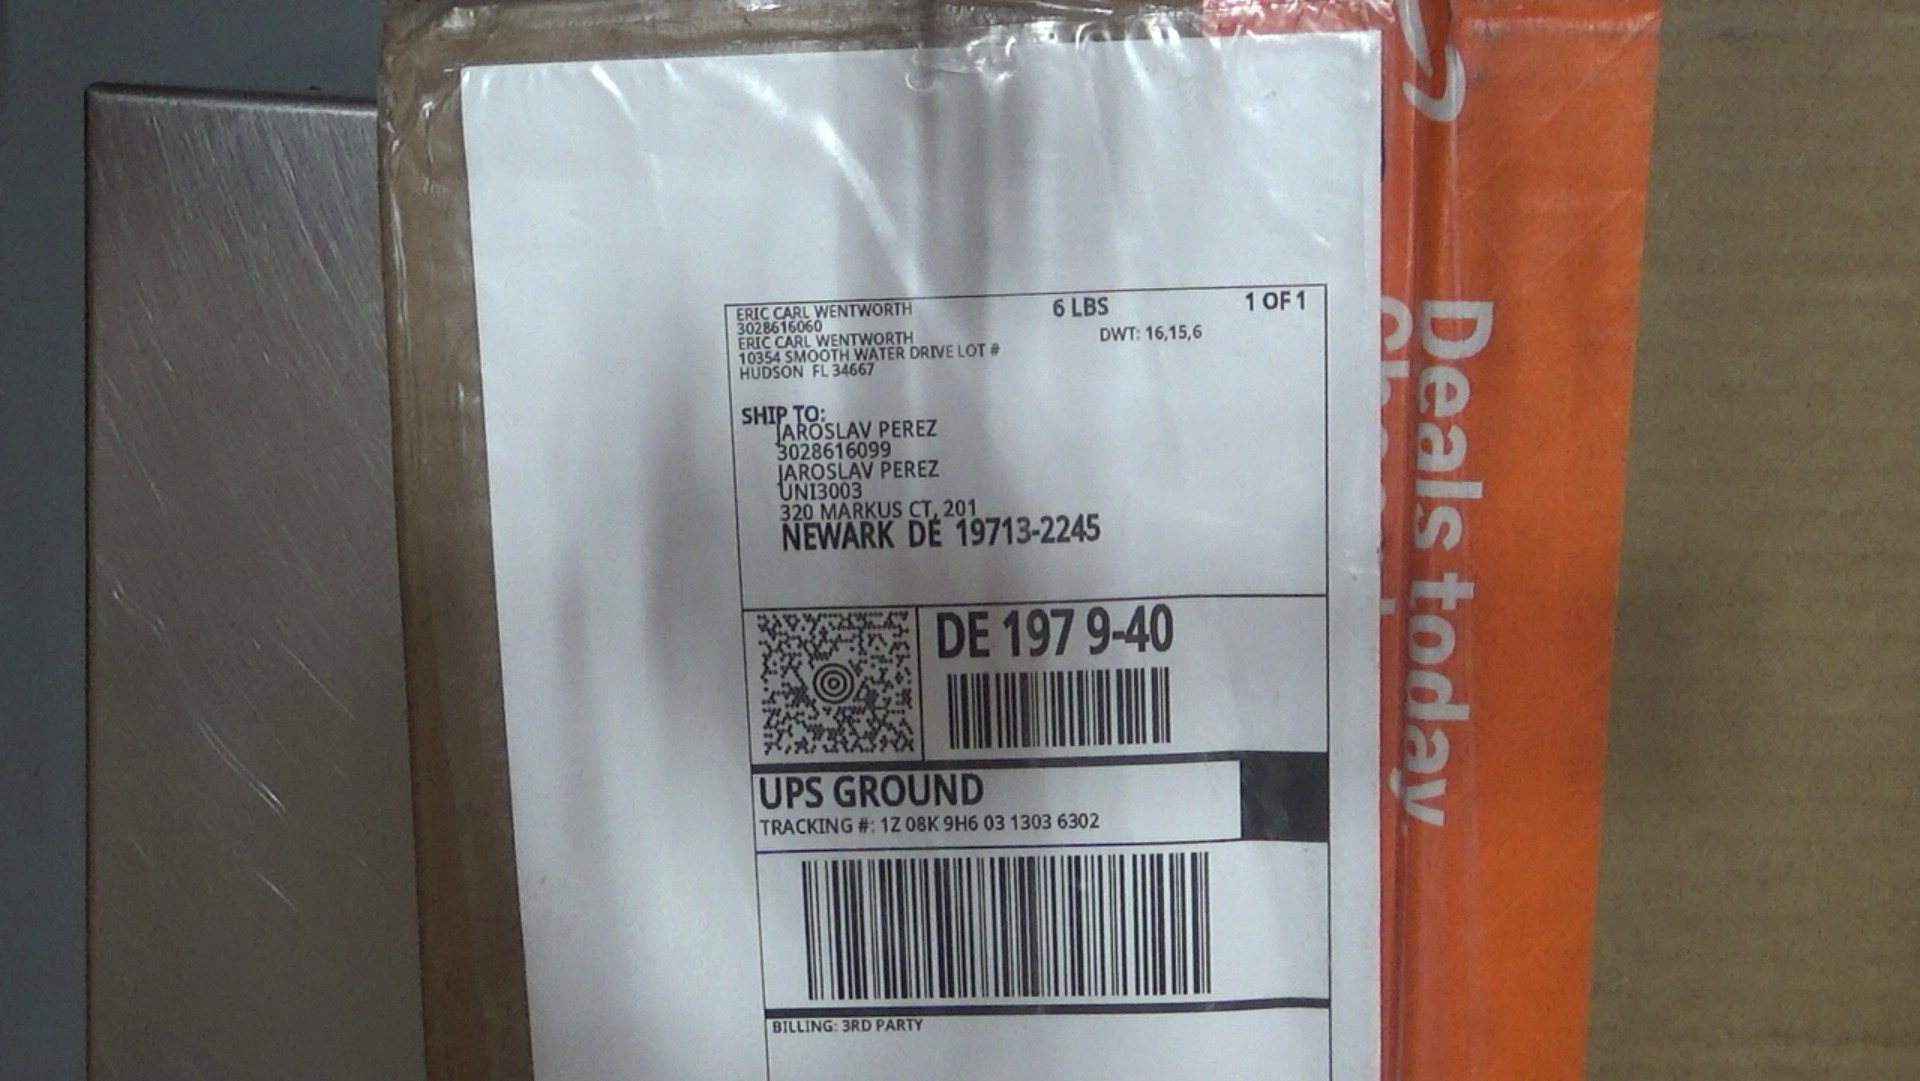 ERIC CARL WENTWORTH
3028616060
ERIC CARL WENTWORTH
10354 SMOOTH WATER DRIVE LOT #
HUDSON FL 34667
6 LBS
1 OF 1
DWT: 16,15,6
SHIP TO:
JAROSLAV PEREZ
3028616099
JAROSLAV PEREZ
UNI3003
320 MARKUS CT, 201
NEWARK DE 19713-2245
DE 197 9-40
UPS GROUND
TRACKING #: 1Z 08K 9H6 03 1303 6302
BILLING: 3RD PARTY
Deals today